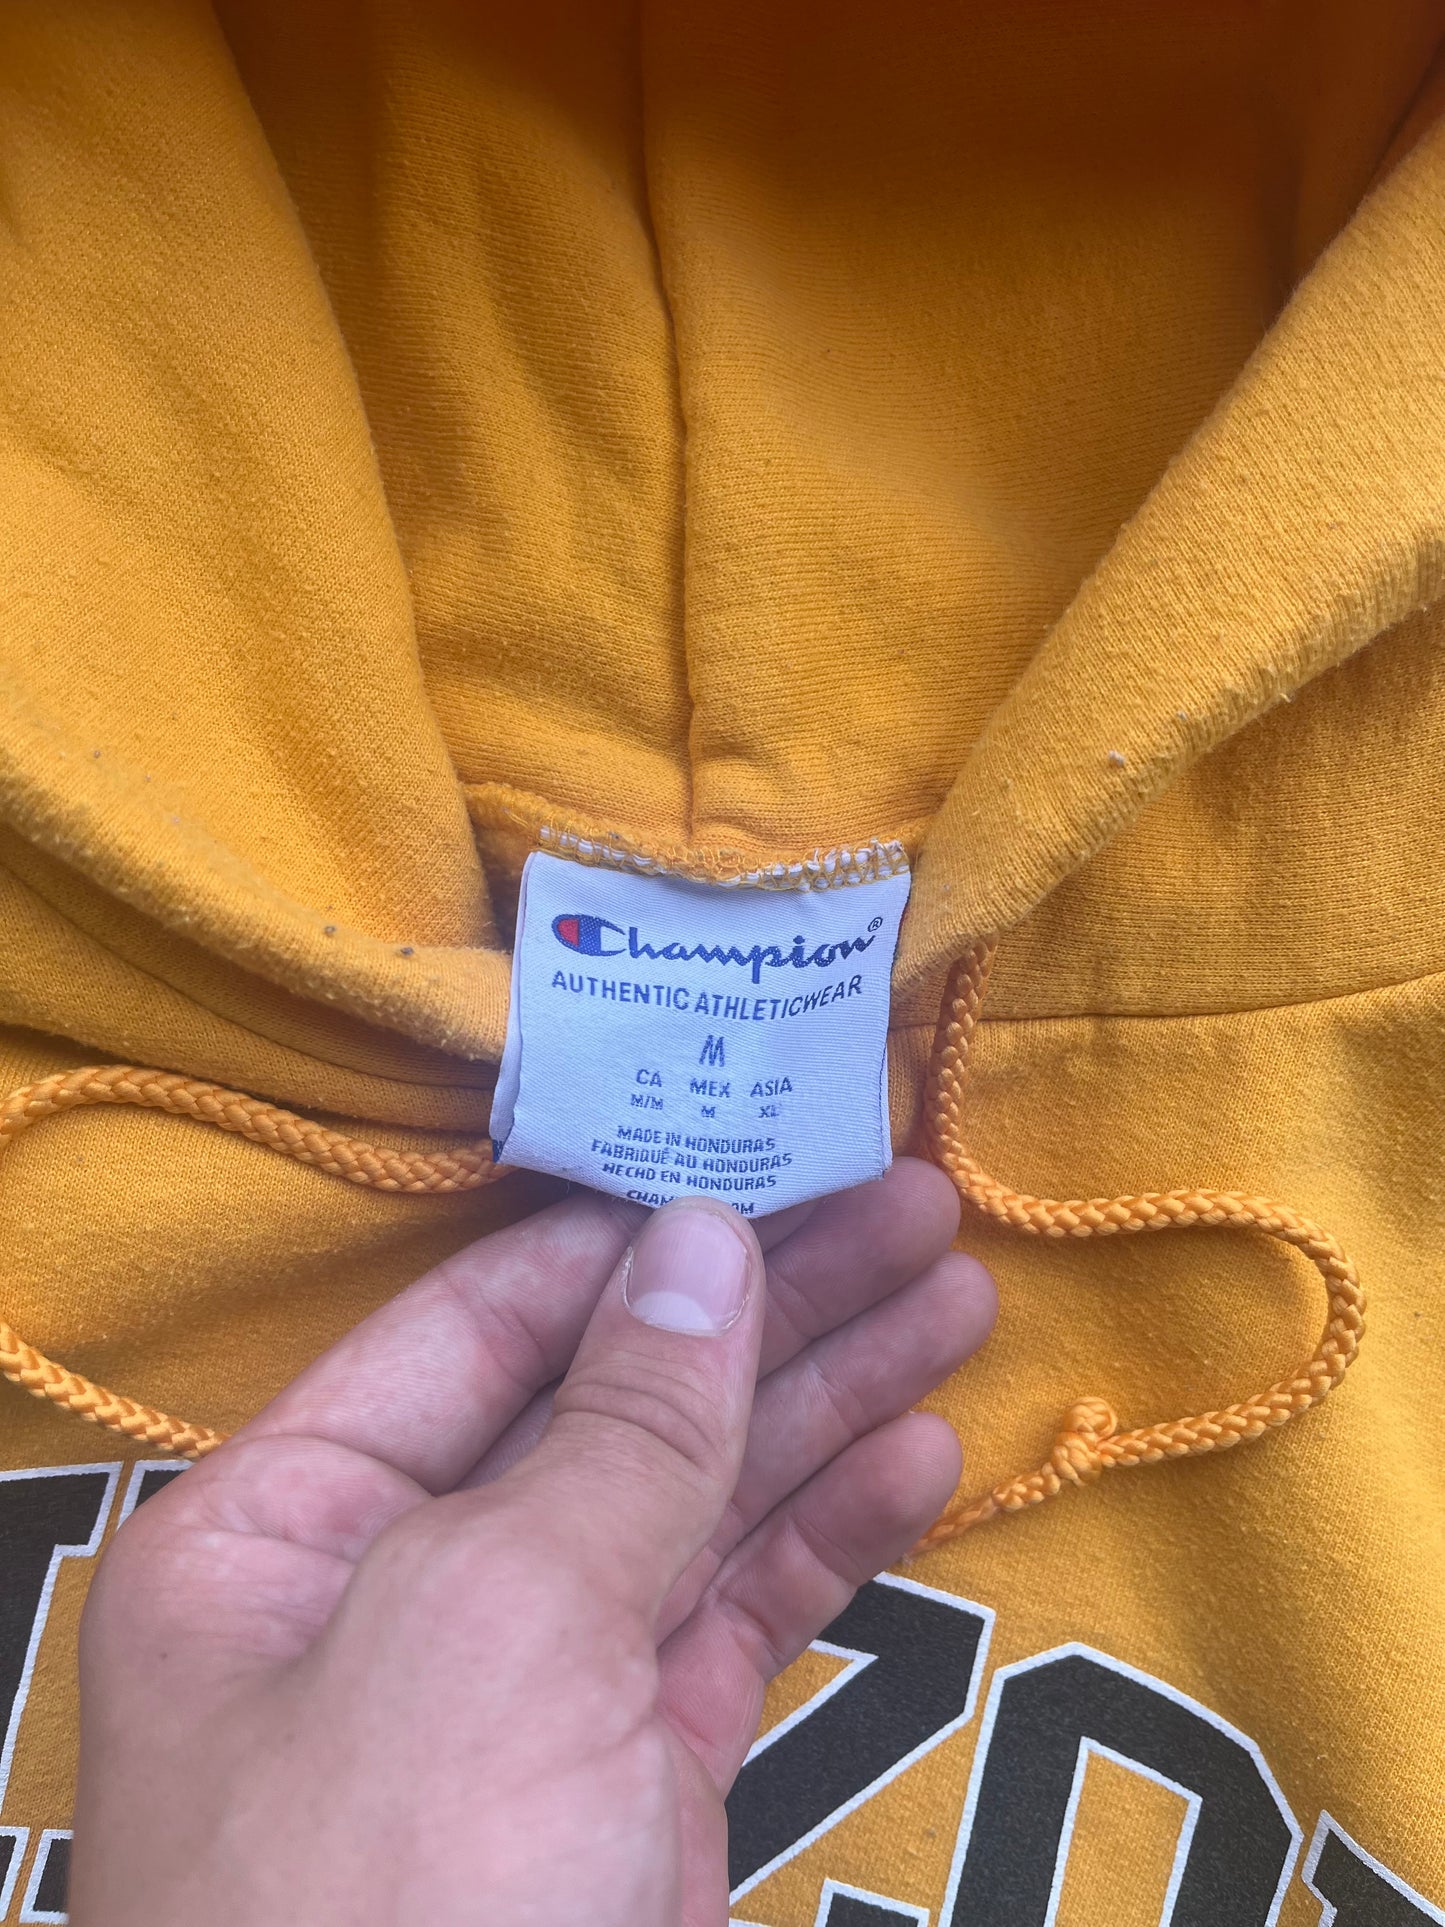 Champion®
AUTHENTIC ATHLETICWEAR
M
CA MEX ASIA
M/M M XL
MADE IN HONDURAS
FABRIQUÉ AU HONDURAS
HECHO EN HONDURAS